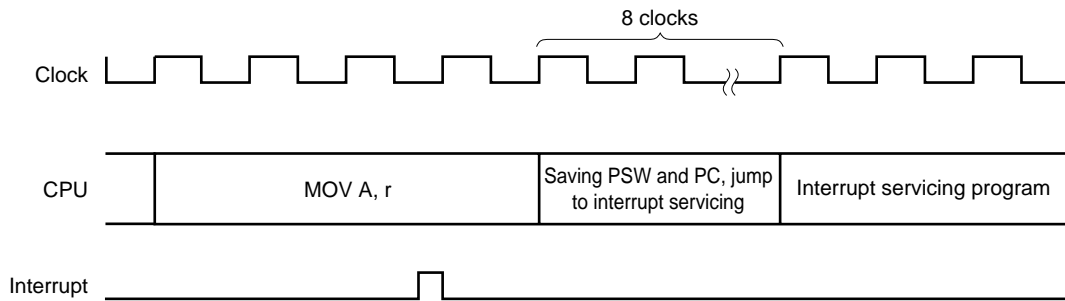 8 clocks
Clock
CPU
MOV A, r
Saving PSW and PC, jump
to interrupt servicing
Interrupt servicing program
Interrupt